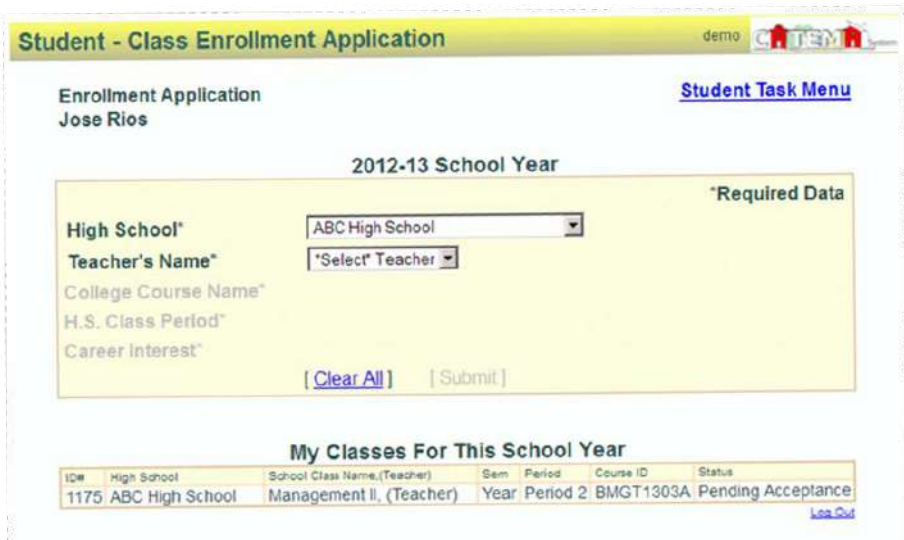 Student - Class Enrollment Application demo CATEMA System
Enrollment Application Student Task Menu
Jose Rios
2012-13 School Year
*Required Data
High School* ABC High School
Teacher's Name* *Select* Teacher
College Course Name*
H.S. Class Period*
Career Interest*
[ Clear All ] [ Submit ]
My Classes For This School Year
ID# High School School Class Name,(Teacher) Sem Period Course ID Status
1175 ABC High School Management II, (Teacher) Year Period 2 BMGT1303A Pending Acceptance
Log Out